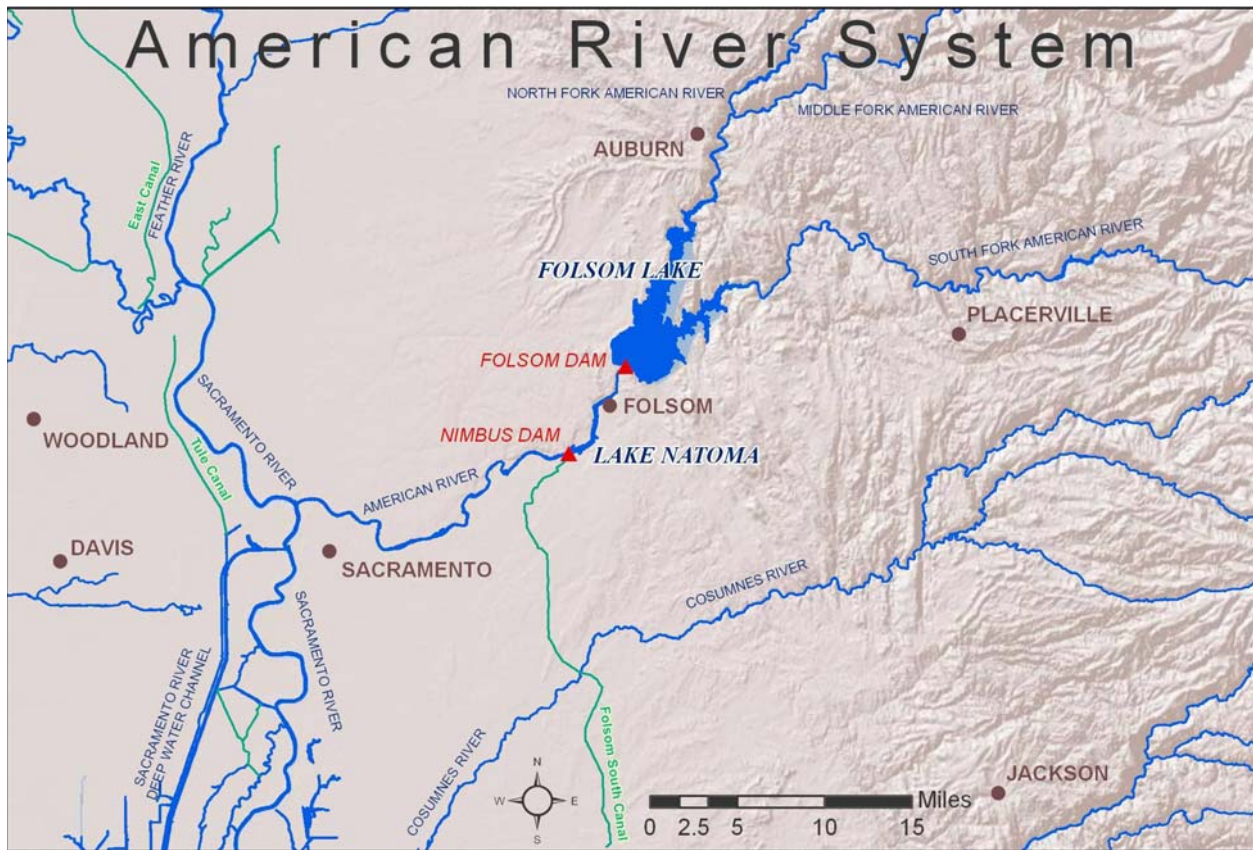 American River System
NORTH FORK AMERICAN RIVER
MIDDLE FORK AMERICAN RIVER
AUBURN
East Canal
FEATHER RIVER
SOUTH FORK AMERICAN RIVER
FOLSOM LAKE
PLACERVILLE
FOLSOM DAM
SACRAMENTO RIVER
FOLSOM
WOODLAND
NIMBUS DAM
LAKE NATOMA
Tule Canal
AMERICAN RIVER
DAVIS
SACRAMENTO
COSUMNES RIVER
SACRAMENTO RIVER
SACRAMENTO RIVER
DEEP WATER CHANNEL
COSUMNES RIVER
Folsom South Canal
N
W E
S
JACKSON
Miles
0 2.5 5 10 15